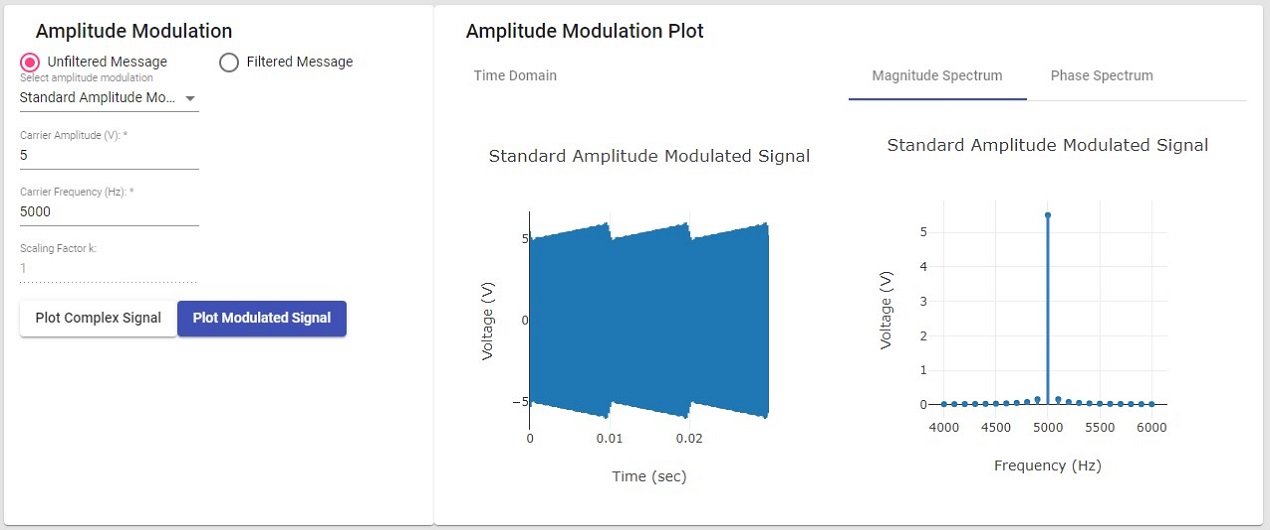 Amplitude Modulation
Unfiltered Message
Filtered Message
Select amplitude modulation
Standard Amplitude Mo...
Carrier Amplitude (V): *
5
Carrier Frequency (Hz): *
5000
Scaling Factor k:
1
Plot Complex Signal
Plot Modulated Signal
Amplitude Modulation Plot
Time Domain
Standard Amplitude Modulated Signal
5
0
−5
Voltage (V)
0
0.01
0.02
Time (sec)
Magnitude Spectrum
Phase Spectrum
Standard Amplitude Modulated Signal
5
4
3
2
1
0
Voltage (V)
4000
4500
5000
5500
6000
Frequency (Hz)